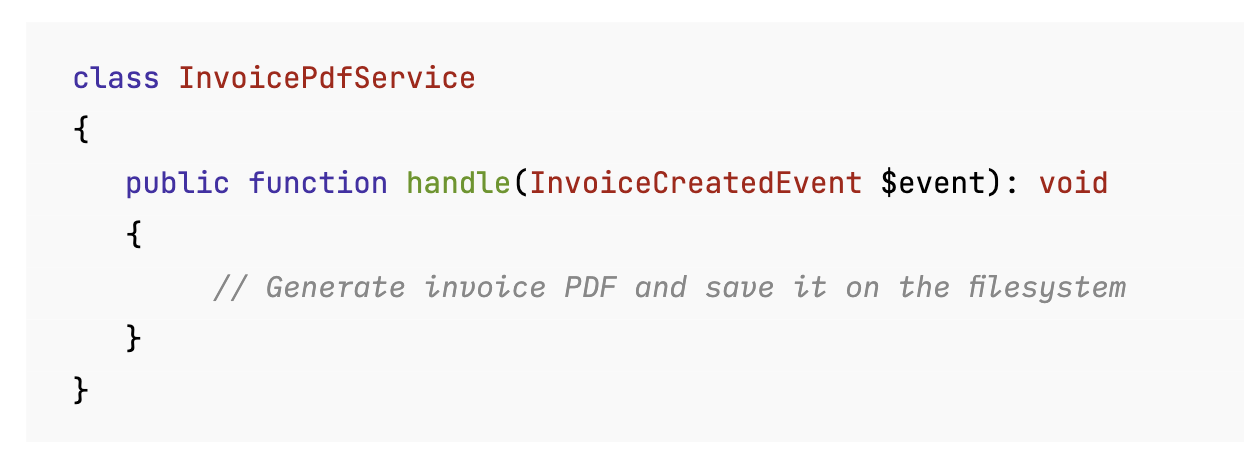 class InvoicePdfService
{
public function handle(InvoiceCreatedEvent $event): void
{
// Generate invoice PDF and save it on the filesystem
}
}